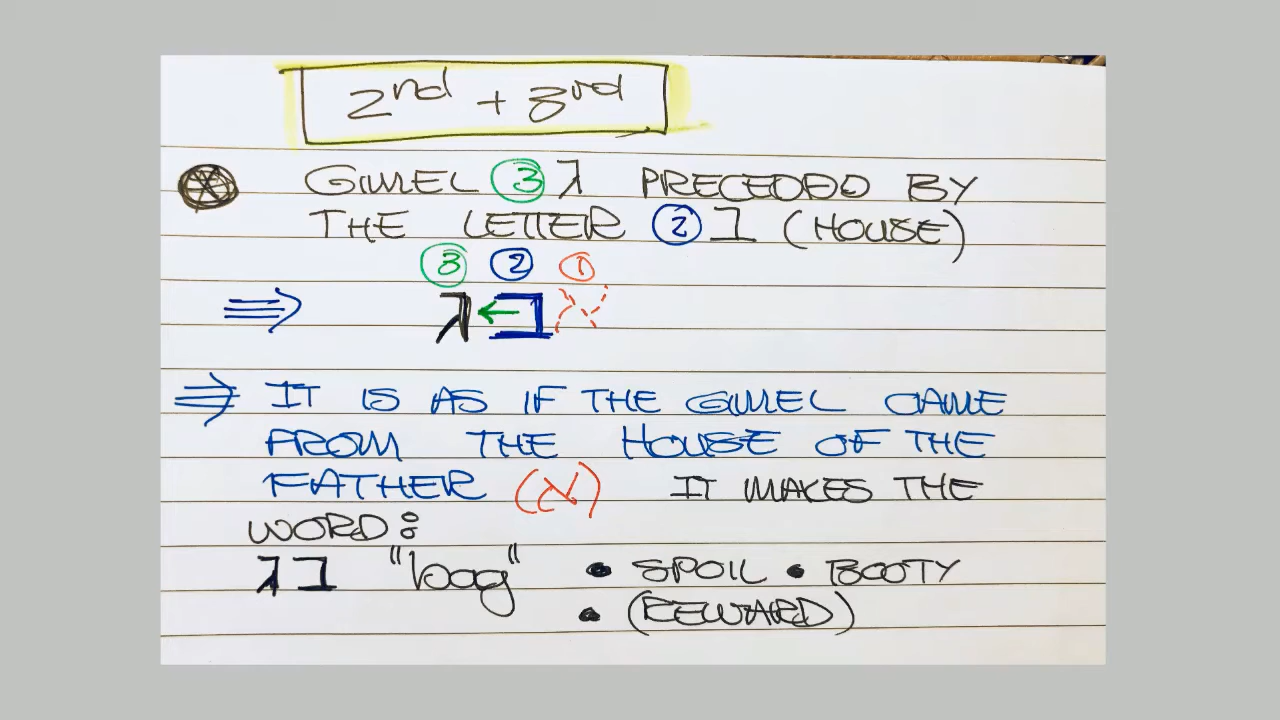 2nd + 3rd
GIMEL 3 ג PRECEDED BY
THE LETTER 2 ב (HOUSE)
3 2 1
⇒ ג ← ב א
⇒ IT IS AS IF THE GIMEL CAME
FROM THE HOUSE OF THE
FATHER (א) IT MAKES THE
WORD:
בג "bag" • SPOIL • BOOTY
• (REWARD)